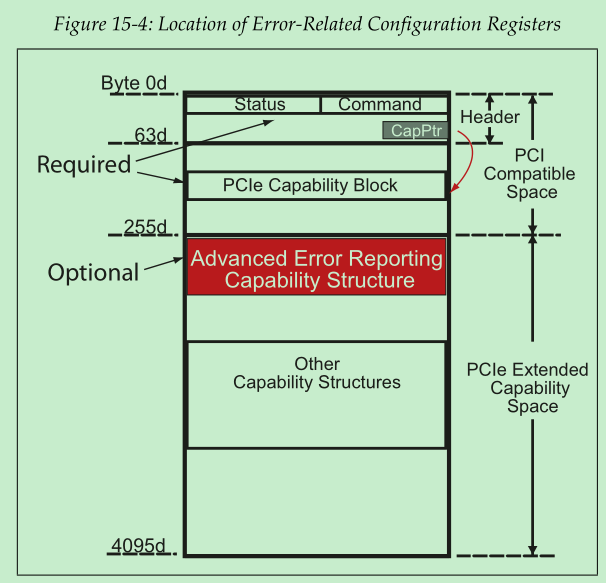 Figure 15-4: Location of Error-Related Configuration Registers
Byte 0d
Status
Command
Header
CapPtr
63d
Required
PCI
Compatible
Space
PCIe Capability Block
255d
Optional
Advanced Error Reporting
Capability Structure
Other
Capability Structures
PCIe Extended
Capability
Space
4095d